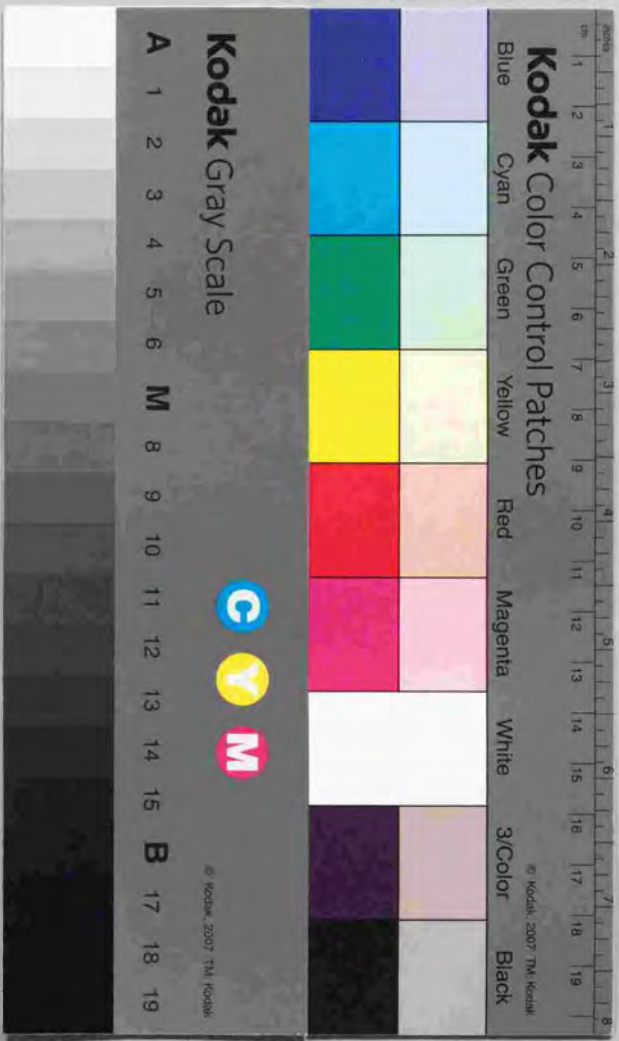 inches 1 2 3 4 5 6 7 8
cm 1 2 3 4 5 6 7 8 9 10 11 12 13 14 15 16 17 18 19
Kodak Color Control Patches
© Kodak, 2007 TM: Kodak
Blue Cyan Green Yellow Red Magenta White 3/Color Black
Kodak Gray Scale
C Y M
© Kodak, 2007 TM: Kodak
A 1 2 3 4 5 6 M 8 9 10 11 12 13 14 15 B 17 18 19